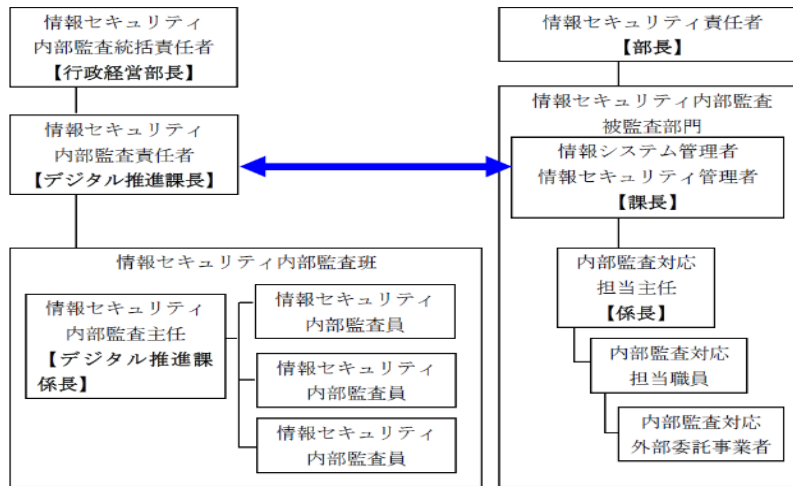 情報セキュリティ
内部監査統括責任者
【行政経営部長】
情報セキュリティ
内部監査責任者
【デジタル推進課長】
情報セキュリティ内部監査班
情報セキュリティ
内部監査主任
【デジタル推進課
係長】
情報セキュリティ
内部監査員
情報セキュリティ
内部監査員
情報セキュリティ
内部監査員
情報セキュリティ責任者
【部長】
情報セキュリティ内部監査
被監査部門
情報システム管理者
情報セキュリティ管理者
【課長】
内部監査対応
担当主任
【係長】
内部監査対応
担当職員
内部監査対応
外部委託事業者